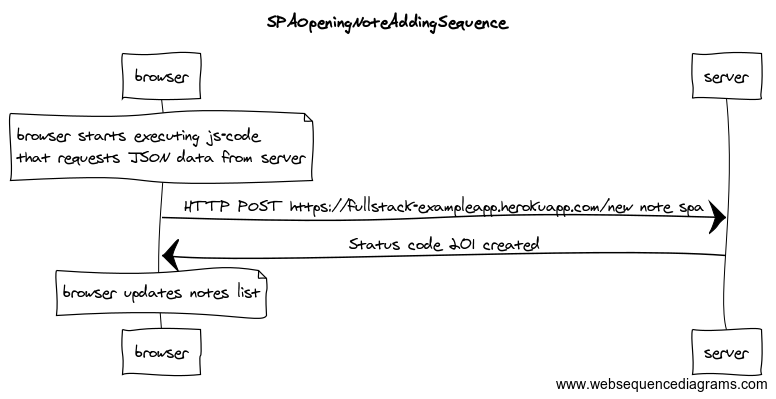 SPAOpeningNoteAddingSequence
browser
server
browser starts executing js-code
that requests JSON data from server
HTTP POST https://fullstack-exampleapp.herokuapp.com/new note spa
Status code 201 created
browser updates notes list
browser
server
www.websequencediagrams.com